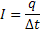 I = q / Δt